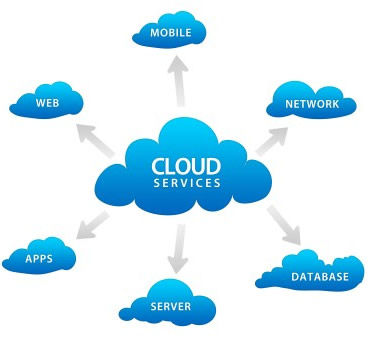 MOBILE
WEB
NETWORK
CLOUD
SERVICES
APPS
DATABASE
SERVER